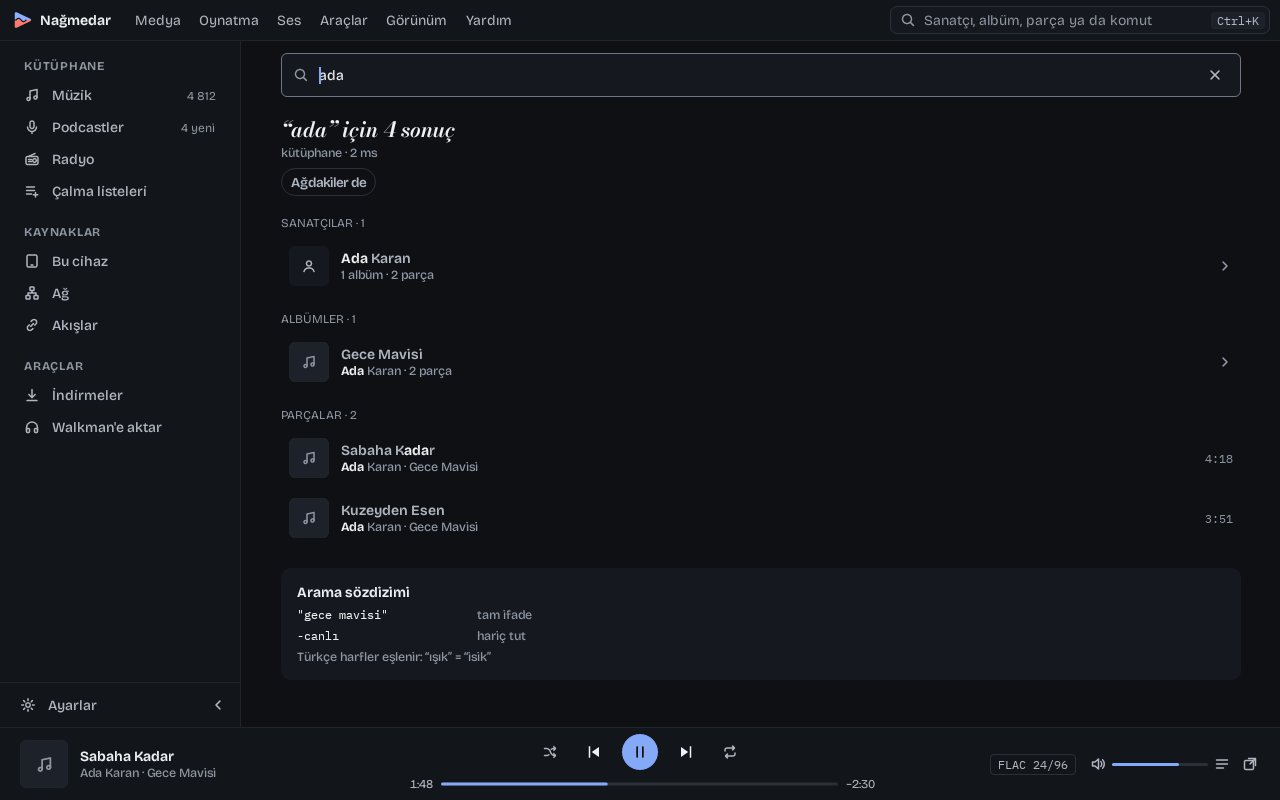 Nağmedar
Medya
Oynatma
Ses
Araçlar
Görünüm
Yardım
Sanatçı, albüm, parça ya da komut
Ctrl+K
KÜTÜPHANE
Müzik
4 812
Podcastler
4 yeni
Radyo
Çalma listeleri
KAYNAKLAR
Bu cihaz
Ağ
Akışlar
ARAÇLAR
İndirmeler
Walkman'e aktar
Ayarlar
ada
“ada” için 4 sonuç
kütüphane · 2 ms
Ağdakiler de
SANATÇILAR · 1
Ada Karan
1 albüm · 2 parça
ALBÜMLER · 1
Gece Mavisi
Ada Karan · 2 parça
PARÇALAR · 2
Sabaha Kadar
Ada Karan · Gece Mavisi
4:18
Kuzeyden Esen
Ada Karan · Gece Mavisi
3:51
Arama sözdizimi
"gece mavisi"
tam ifade
-canlı
hariç tut
Türkçe harfler eşlenir: “ışık” = “isik”
Sabaha Kadar
Ada Karan · Gece Mavisi
1:48
−2:30
FLAC 24/96